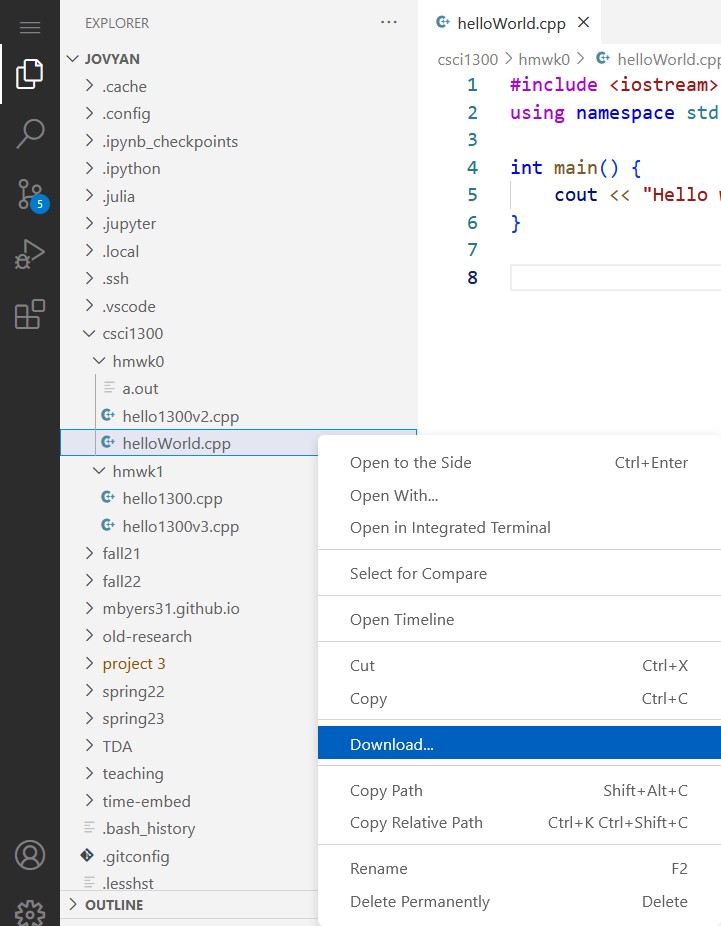 EXPLORER
JOVYAN
.cache
.config
.ipynb_checkpoints
.ipython
.julia
.jupyter
.local
.ssh
.vscode
csci1300
hmwk0
a.out
hello1300v2.cpp
helloWorld.cpp
hmwk1
hello1300.cpp
hello1300v3.cpp
fall21
fall22
mbyers31.github.io
old-research
project 3
spring22
spring23
TDA
teaching
time-embed
.bash_history
.gitconfig
.lesshst
OUTLINE
5
helloWorld.cpp
csci1300 > hmwk0 > helloWorld.cpp
1 #include <iostream>
2 using namespace std
3
4 int main() {
5 cout << "Hello
6 }
7
8
Open to the Side Ctrl+Enter
Open With...
Open in Integrated Terminal
Select for Compare
Open Timeline
Cut Ctrl+X
Copy Ctrl+C
Download...
Copy Path Shift+Alt+C
Copy Relative Path Ctrl+K Ctrl+Shift+C
Rename F2
Delete Permanently Delete